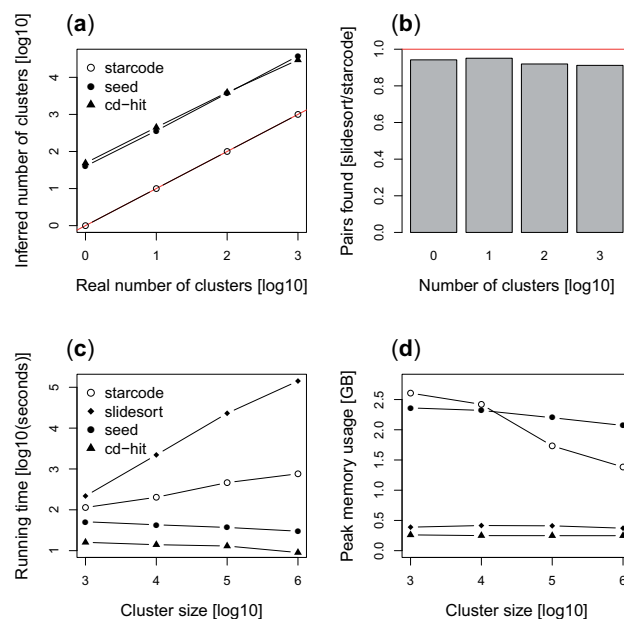 (a)
Inferred number of clusters [log10]
4
3
2
1
0
starcode
seed
cd-hit
0 1 2 3
Real number of clusters [log10]
(b)
Pairs found [slidesort/starcode]
1.0
0.8
0.6
0.4
0.2
0.0
0 1 2 3
Number of clusters [log10]
(c)
Running time [log10(seconds)]
5
4
3
2
1
starcode
slidesort
seed
cd-hit
3 4 5 6
Cluster size [log10]
(d)
Peak memory usage [GB]
2.5
2.0
1.5
1.0
0.5
0.0
3 4 5 6
Cluster size [log10]